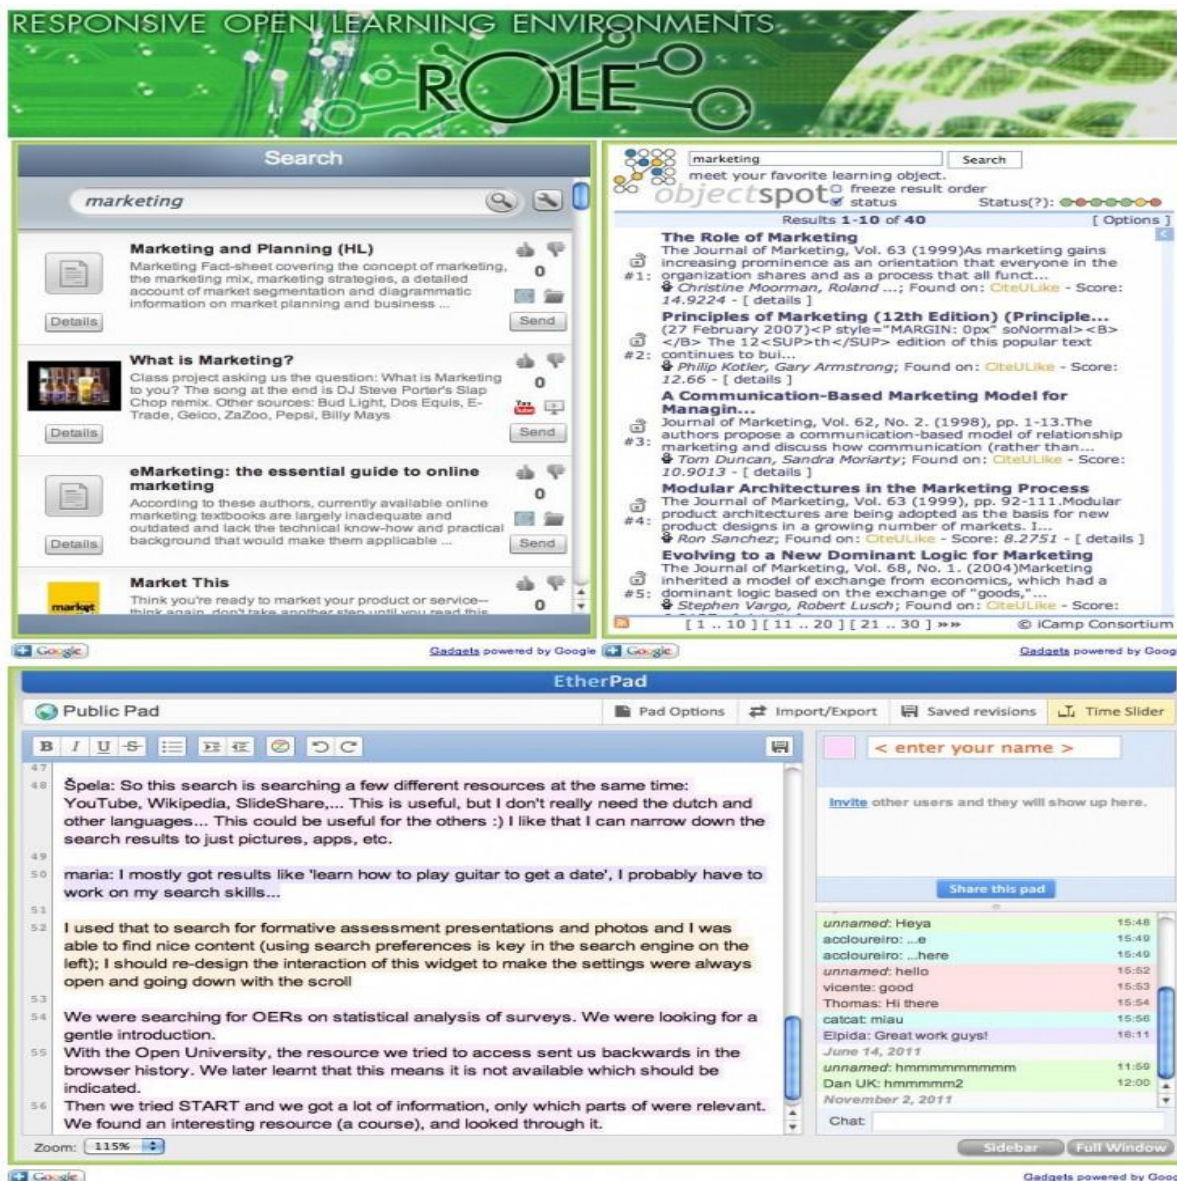 RESPONSIVE OPEN LEARNING ENVIRONMENTS
ROLE
Search
marketing
Marketing and Planning (HL)
Marketing Fact-sheet covering the concept of marketing,
the marketing mix, marketing strategies, a detailed
account of market segmentation and diagrammatic
information on market planning and business ...
0
Details
Send
What is Marketing?
Class project asking us the question: What is Marketing
to you? The song at the end is DJ Steve Porter's Slap
Chop remix. Other sources: Bud Light, Dos Equis, E-
Trade, Geico, ZaZoo, Pepsi, Billy Mays
0
You Tube
Details
Send
eMarketing: the essential guide to online
marketing
According to these authors, currently available online
marketing textbooks are largely inadequate and
outdated and lack the technical know-how and practical
background that would make them applicable ...
0
Details
Send
Market This
Think you're ready to market your product or service--
think again, don't take another step until you read this
0
market
Google
Gadgets powered by Google
marketing
Search
meet your favorite learning object.
objectspot
freeze result order
status
Status(?):
Results 1-10 of 40
[ Options ]
The Role of Marketing
The Journal of Marketing, Vol. 63 (1999)As marketing gains
increasing prominence as an orientation that everyone in the
#1: organization shares and as a process that all funct...
Christine Moorman, Roland ...; Found on: CiteULike - Score:
14.9224 - [ details ]
Principles of Marketing (12th Edition) (Principle...
(27 February 2007)<P style="MARGIN: 0px" soNormal><B>
</B> The 12<SUP>th</SUP> edition of this popular text
#2: continues to bui...
Philip Kotler, Gary Armstrong; Found on: CiteULike - Score:
12.66 - [ details ]
A Communication-Based Marketing Model for
Managin...
Journal of Marketing, Vol. 62, No. 2. (1998), pp. 1-13.The
authors propose a communication-based model of relationship
#3: marketing and discuss how communication (rather than...
Tom Duncan, Sandra Moriarty; Found on: CiteULike - Score:
10.9013 - [ details ]
Modular Architectures in the Marketing Process
The Journal of Marketing, Vol. 63 (1999), pp. 92-111.Modular
product architectures are being adopted as the basis for new
#4: product designs in a growing number of markets. I...
Ron Sanchez; Found on: CiteULike - Score: 8.2751 - [ details ]
Evolving to a New Dominant Logic for Marketing
The Journal of Marketing, Vol. 68, No. 1. (2004)Marketing
inherited a model of exchange from economics, which had a
#5: dominant logic based on the exchange of "goods,"...
Stephen Vargo, Robert Lusch; Found on: CiteULike - Score:
[ 1 .. 10 ] [ 11 .. 20 ] [ 21 .. 30 ] »»
© iCamp Consortium
Google
Gadgets powered by Goog
EtherPad
Public Pad
Pad Options
Import/Export
Saved revisions
Time Slider
B I U S
47
48 Špela: So this search is searching a few different resources at the same time:
YouTube, Wikipedia, SlideShare,... This is useful, but I don't really need the dutch and
other languages... This could be useful for the others :) I like that I can narrow down the
search results to just pictures, apps, etc.
49
50 maria: I mostly got results like 'learn how to play guitar to get a date', I probably have to
work on my search skills...
51
52 I used that to search for formative assessment presentations and photos and I was
able to find nice content (using search preferences is key in the search engine on the
left); I should re-design the interaction of this widget to make the settings were always
open and going down with the scroll
53
54 We were searching for OERs on statistical analysis of surveys. We were looking for a
gentle introduction.
55 With the Open University, the resource we tried to access sent us backwards in the
browser history. We later learnt that this means it is not available which should be
indicated.
56 Then we tried START and we got a lot of information, only which parts of were relevant.
We found an interesting resource (a course), and looked through it.
< enter your name >
Invite other users and they will show up here.
Share this pad
unnamed: Heya 15:48
accloureiro: ...e 15:49
accloureiro: ...here 15:49
unnamed: hello 15:52
vicente: good 15:53
Thomas: Hi there 15:54
catcat: miau 15:56
Elpida: Great work guys! 16:11
June 14, 2011
unnamed: hmmmmmmmmm 11:59
Dan UK: hmmmmm2 12:00
November 2, 2011
Chat:
Zoom: 115%
Sidebar
Full Window
Google
Gadgets powered by Goog